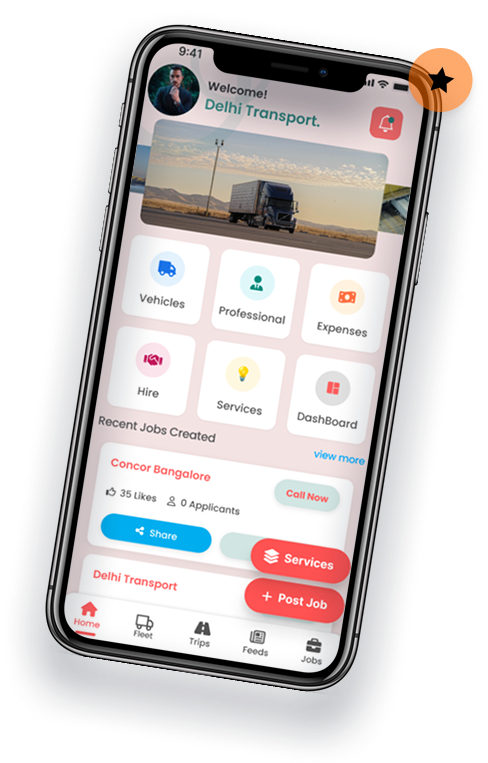 9:41
Welcome!
Delhi Transport.
Vehicles
Professional
Expenses
Hire
Services
DashBoard
Recent Jobs Created
view more
Concor Bangalore
Call Now
35 Likes
0 Applicants
Share
Services
Delhi Transport
+ Post Job
Home
Fleet
Trips
Feeds
Jobs